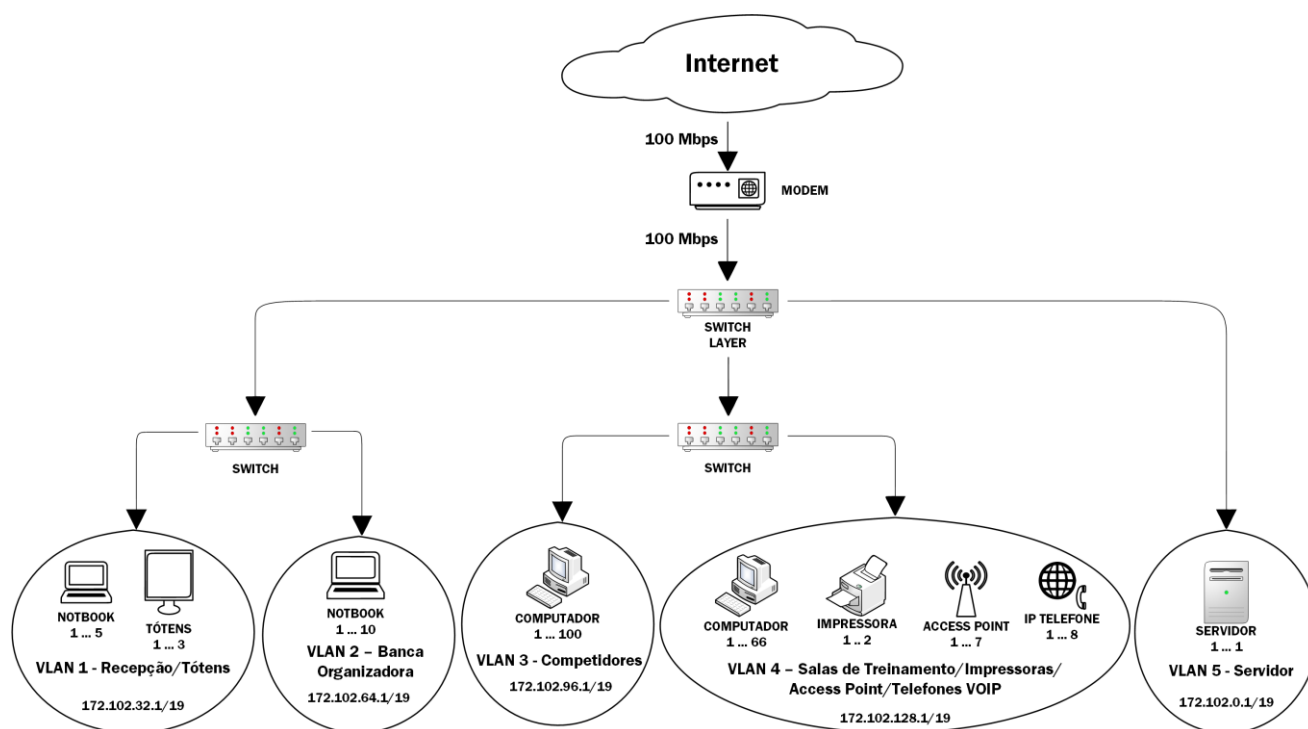 Internet
100 Mbps
MODEM
100 Mbps
SWITCH
LAYER
SWITCH
SWITCH
NOTBOOK
1 ... 5
TÓTENS
1 ... 3
VLAN 1 - Recepção/Tótens
172.102.32.1/19
NOTBOOK
1 ... 10
VLAN 2 – Banca
Organizadora
172.102.64.1/19
COMPUTADOR
1 ... 100
VLAN 3 - Competidores
172.102.96.1/19
COMPUTADOR
1 ... 66
IMPRESSORA
1 .. 2
ACCESS POINT
1 ... 7
IP TELEFONE
1 ... 8
VLAN 4 – Salas de Treinamento/Impressoras/
Access Point/Telefones VOIP
172.102.128.1/19
SERVIDOR
1 ... 1
VLAN 5 - Servidor
172.102.0.1/19